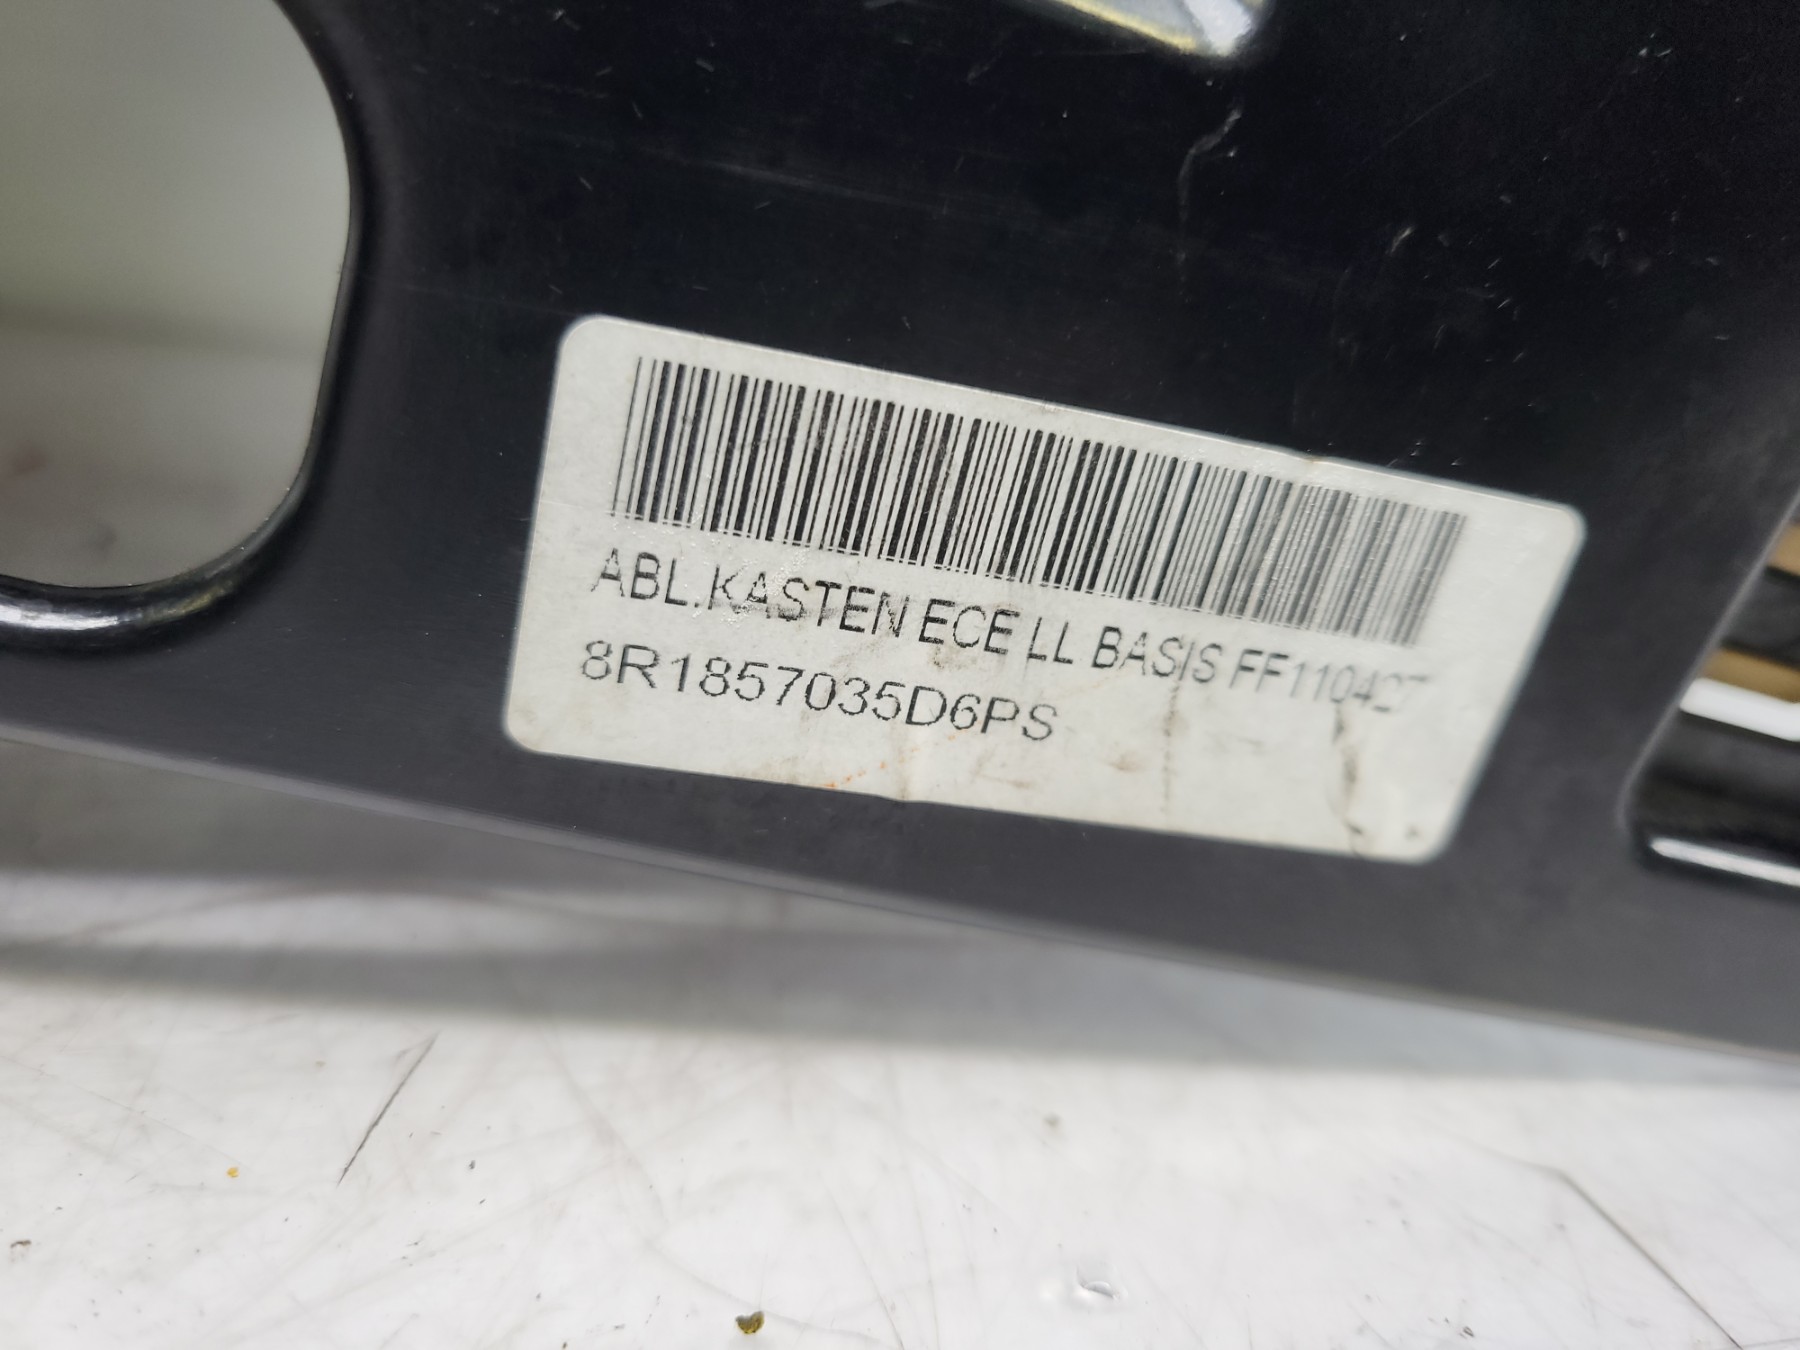 ABL.KASTEN ECE LL BASIS
8R1857035D6PS